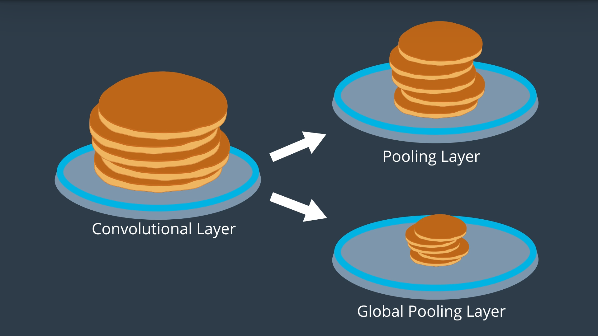 Convolutional Layer
Pooling Layer
Global Pooling Layer